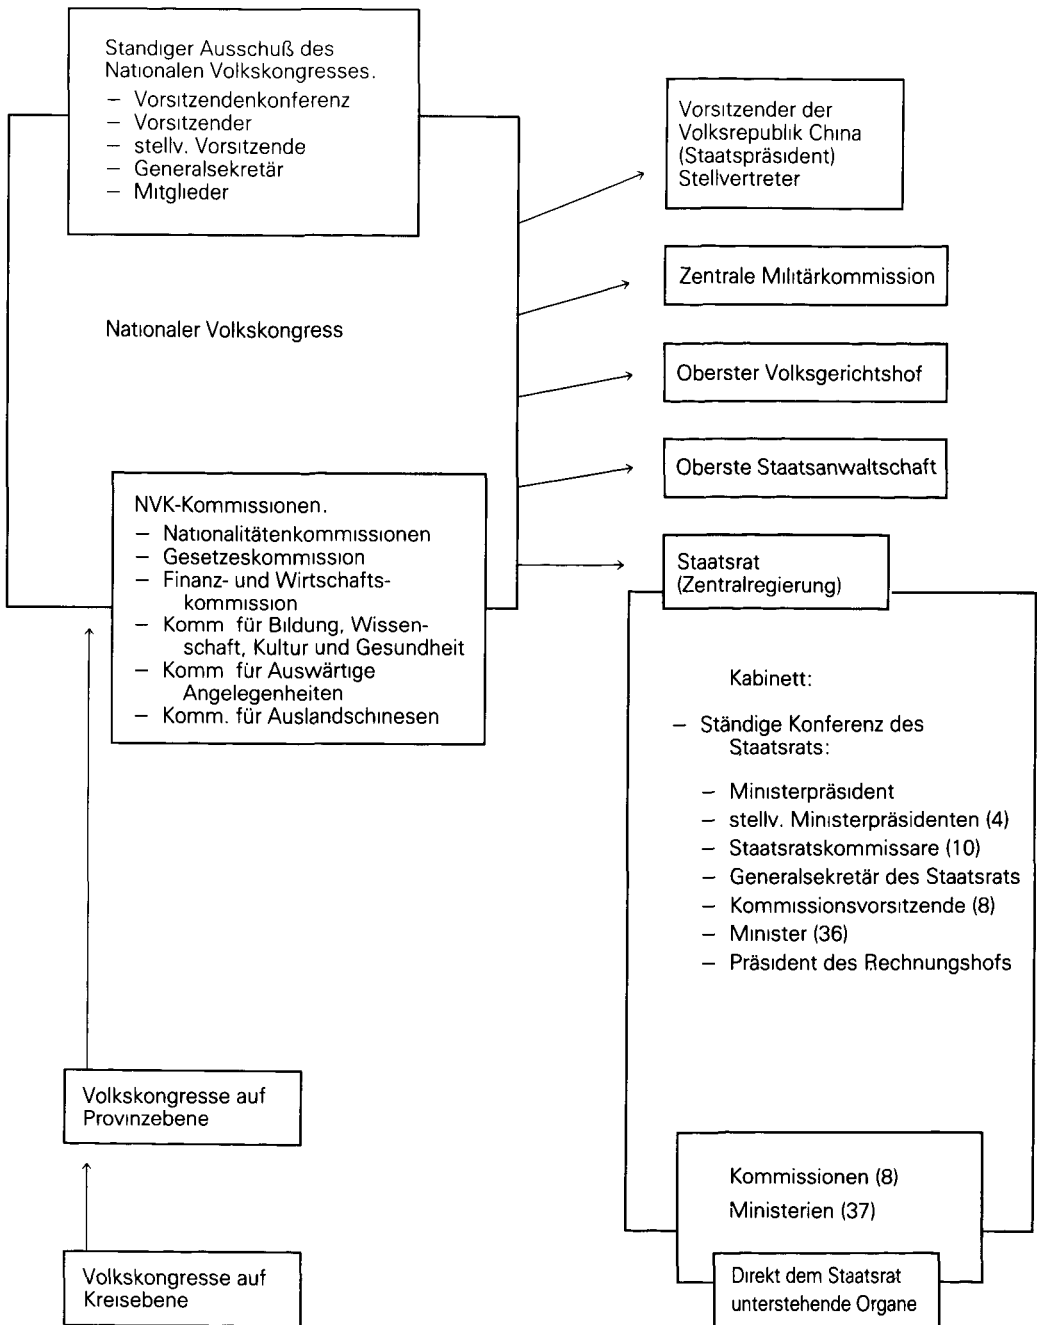 Standiger Ausschuß des
Nationalen Volkskongresses.
– Vorsitzendenkonferenz
– Vorsitzender
– stellv. Vorsitzende
– Generalsekretär
– Mitglieder
Nationaler Volkskongress
NVK-Kommissionen.
– Nationalitätenkommissionen
– Gesetzeskommission
– Finanz- und Wirtschafts-
kommission
– Komm für Bildung, Wissen-
schaft, Kultur und Gesundheit
– Komm für Auswärtige
Angelegenheiten
– Komm. für Auslandschinesen
Volkskongresse auf
Provinzebene
Volkskongresse auf
Kreisebene
Vorsitzender der
Volksrepublik China
(Staatspräsident)
Stellvertreter
Zentrale Militärkommission
Oberster Volksgerichtshof
Oberste Staatsanwaltschaft
Staatsrat
(Zentralregierung)
Kabinett:
– Ständige Konferenz des
Staatsrats:
– Ministerpräsident
– stellv. Ministerpräsidenten (4)
– Staatsratskommissare (10)
– Generalsekretär des Staatsrats
– Kommissionsvorsitzende (8)
– Minister (36)
– Präsident des Rechnungshofs
Kommissionen (8)
Ministerien (37)
Direkt dem Staatsrat
unterstehende Organe